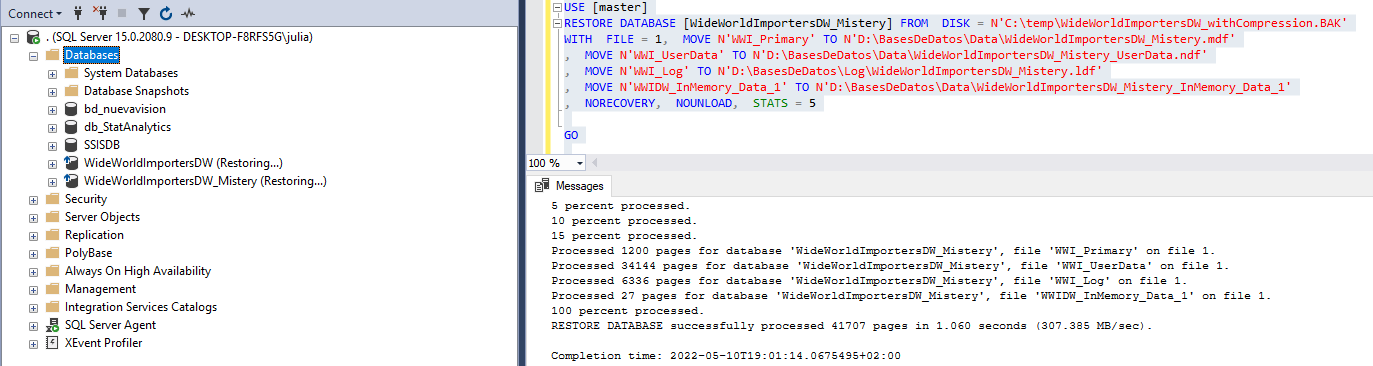 Connect
. (SQL Server 15.0.2080.9 - DESKTOP-F8RFS5G\julia)
Databases
System Databases
Database Snapshots
bd_nuevavision
db_StatAnalytics
SSISDB
WideWorldImportersDW (Restoring...)
WideWorldImportersDW_Mistery (Restoring...)
Security
Server Objects
Replication
PolyBase
Always On High Availability
Management
Integration Services Catalogs
SQL Server Agent
XEvent Profiler
USE [master]
RESTORE DATABASE [WideWorldImportersDW_Mistery] FROM  DISK = N'C:\temp\WideWorldImportersDW_withCompression.BAK'
WITH  FILE = 1,  MOVE N'WWI_Primary' TO N'D:\BasesDeDatos\Data\WideWorldImportersDW_Mistery.mdf'
,  MOVE N'WWI_UserData' TO N'D:\BasesDeDatos\Data\WideWorldImportersDW_Mistery_UserData.ndf'
,  MOVE N'WWI_Log' TO N'D:\BasesDeDatos\Log\WideWorldImportersDW_Mistery.ldf'
,  MOVE N'WWIDW_InMemory_Data_1' TO N'D:\BasesDeDatos\Data\WideWorldImportersDW_Mistery_InMemory_Data_1'
,  NORECOVERY,  NOUNLOAD,  STATS = 5
GO
100 %
Messages
5 percent processed.
10 percent processed.
15 percent processed.
Processed 1200 pages for database 'WideWorldImportersDW_Mistery', file 'WWI_Primary' on file 1.
Processed 34144 pages for database 'WideWorldImportersDW_Mistery', file 'WWI_UserData' on file 1.
Processed 6336 pages for database 'WideWorldImportersDW_Mistery', file 'WWI_Log' on file 1.
Processed 27 pages for database 'WideWorldImportersDW_Mistery', file 'WWIDW_InMemory_Data_1' on file 1.
100 percent processed.
RESTORE DATABASE successfully processed 41707 pages in 1.060 seconds (307.385 MB/sec).
Completion time: 2022-05-10T19:01:14.0675495+02:00